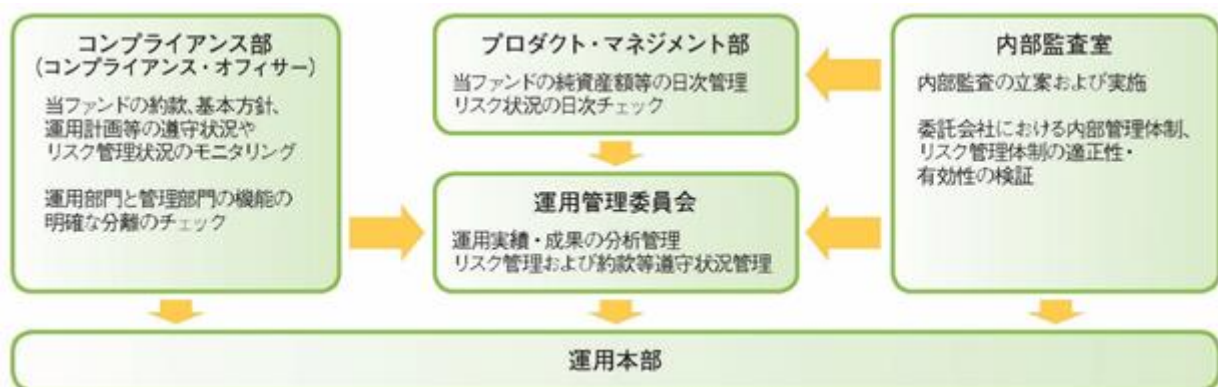 コンプライアンス部
(コンプライアンス・オフィサー)
当ファンドの約款、基本方針、
運用計画等の遵守状況や
リスク管理状況のモニタリング
運用部門と管理部門の機能の
明確な分離のチェック
プロダクト・マネジメント部
当ファンドの純資産額等の日次管理
リスク状況の日次チェック
運用管理委員会
運用実績・成果の分析管理
リスク管理および約款等遵守状況管理
内部監査室
内部監査の立案および実施
委託会社における内部管理体制、
リスク管理体制の適正性・
有効性の検証
運用本部